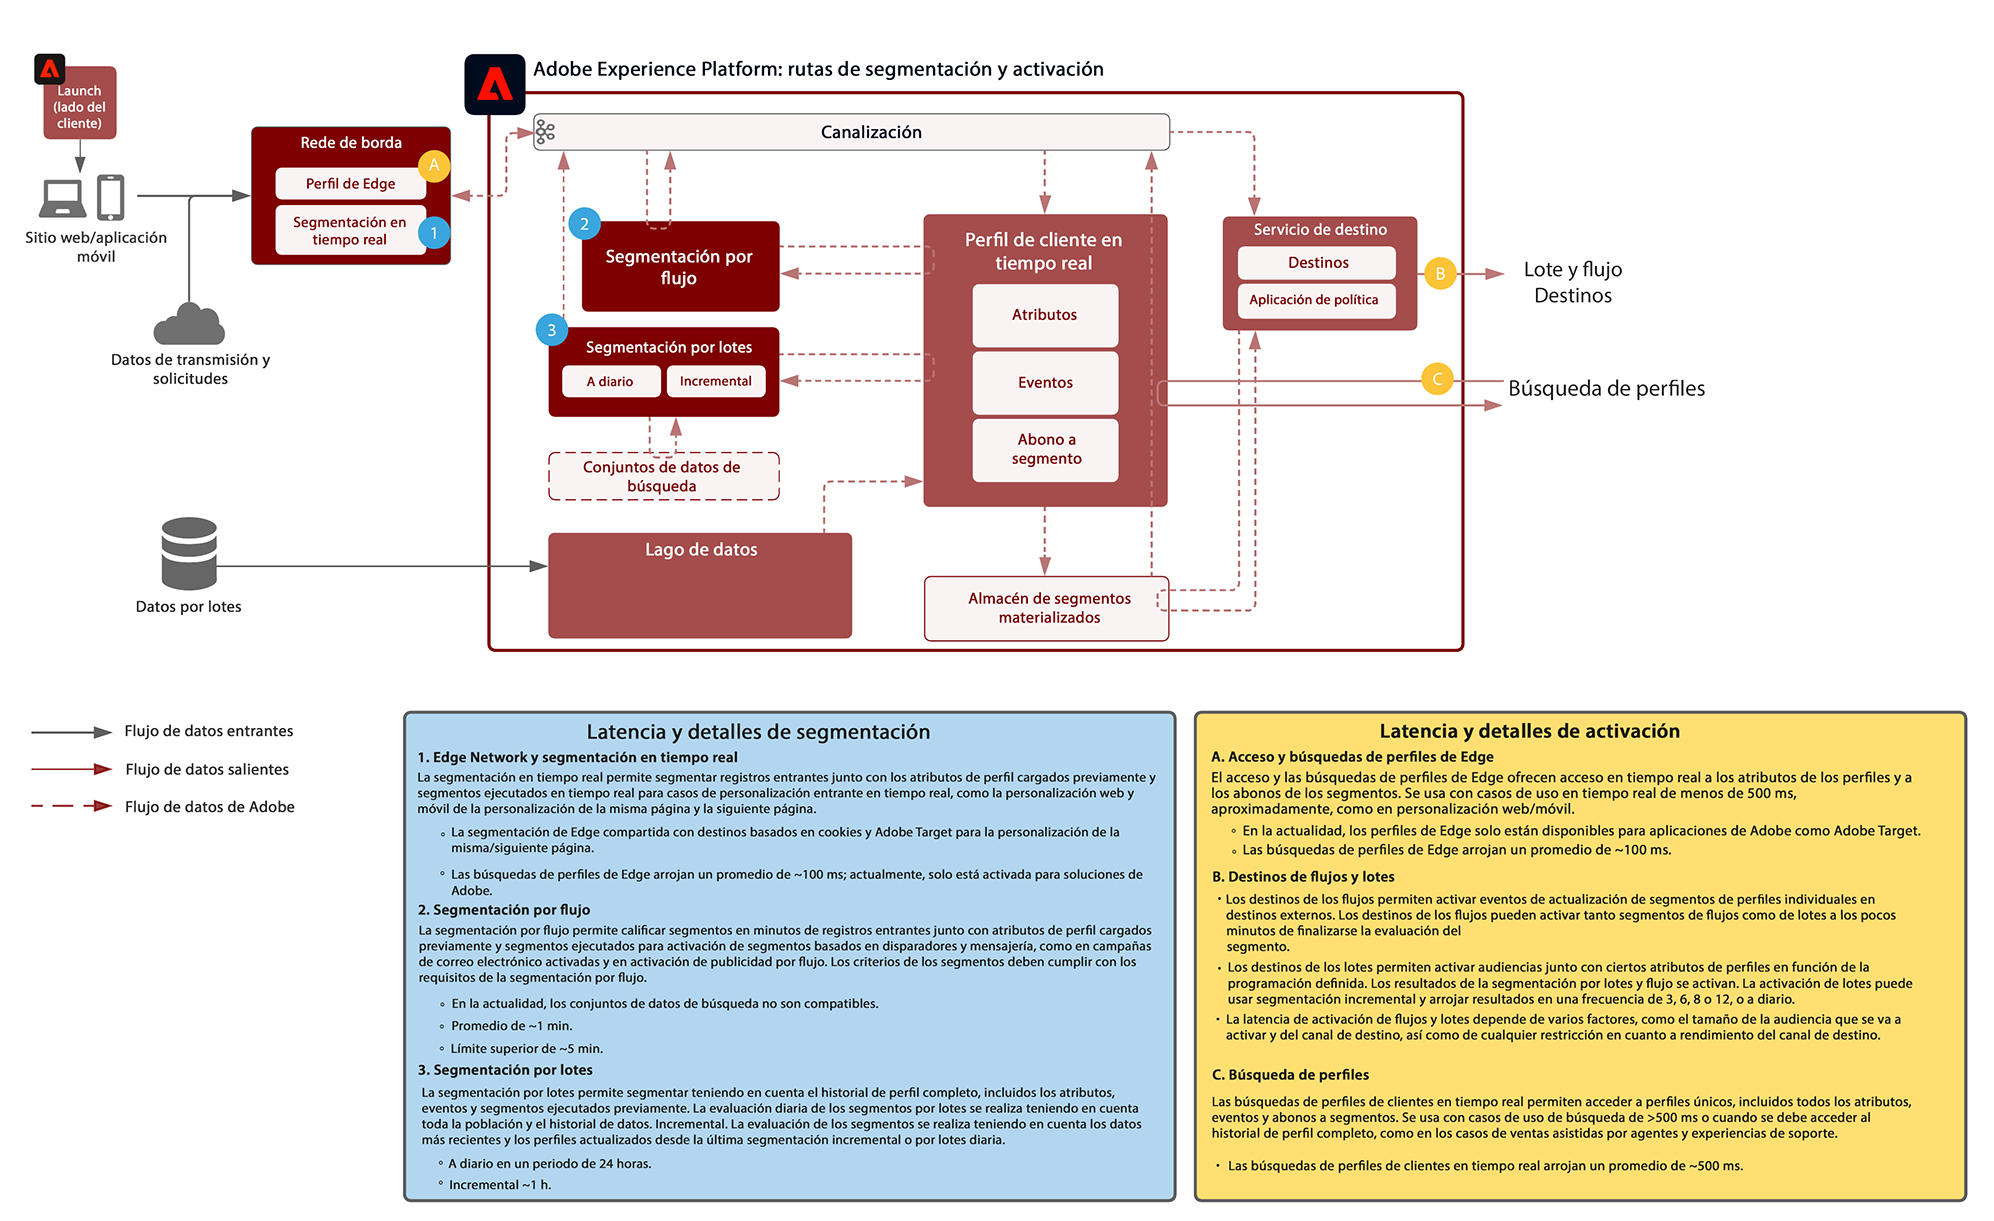 Adobe Experience Platform: rutas de segmentación y activación
Launch
(lado del
cliente)
Sitio web/aplicación
móvil
Datos de transmisión y
solicitudes
Datos por lotes
Rede de borda
Perfil de Edge
A
Segmentación en
tiempo real
1
Canalización
2
Segmentación por
flujo
3
Segmentación por lotes
A diario
Incremental
Conjuntos de datos de
búsqueda
Lago de datos
Perfil de cliente en
tiempo real
Atributos
Eventos
Abono a
segmento
Almacén de segmentos
materializados
Servicio de destino
Destinos
Aplicación de política
B
Lote y flujo
Destinos
C
Búsqueda de perfiles
Flujo de datos entrantes
Flujo de datos salientes
Flujo de datos de Adobe
Latencia y detalles de segmentación
1. Edge Network y segmentación en tiempo real
La segmentación en tiempo real permite segmentar registros entrantes junto con los atributos de perfil cargados previamente y
segmentos ejecutados en tiempo real para casos de personalización entrante en tiempo real, como la personalización web y
móvil de la personalización de la misma página y la siguiente página.
◦ La segmentación de Edge compartida con destinos basados en cookies y Adobe Target para la personalización de la
misma/siguiente página.
◦ Las búsquedas de perfiles de Edge arrojan un promedio de ~100 ms; actualmente, solo está activada para soluciones de
Adobe.
2. Segmentación por flujo
La segmentación por flujo permite calificar segmentos en minutos de registros entrantes junto con atributos de perfil cargados
previamente y segmentos ejecutados para activación de segmentos basados en disparadores y mensajería, como en campañas
de correo electrónico activadas y en activación de publicidad por flujo. Los criterios de los segmentos deben cumplir con los
requisitos de la segmentación por flujo.
◦ En la actualidad, los conjuntos de datos de búsqueda no son compatibles.
◦ Promedio de ~1 min.
◦ Límite superior de ~5 min.
3. Segmentación por lotes
La segmentación por lotes permite segmentar teniendo en cuenta el historial de perfil completo, incluidos los atributos,
eventos y segmentos ejecutados previamente. La evaluación diaria de los segmentos por lotes se realiza teniendo en cuenta
toda la población y el historial de datos. Incremental. La evaluación de los segmentos se realiza teniendo en cuenta los datos
más recientes y los perfiles actualizados desde la última segmentación incremental o por lotes diaria.
◦ A diario en un periodo de 24 horas.
◦ Incremental ~1 h.
Latencia y detalles de activación
A. Acceso y búsquedas de perfiles de Edge
El acceso y las búsquedas de perfiles de Edge ofrecen acceso en tiempo real a los atributos de los perfiles y a
los abonos de los segmentos. Se usa con casos de uso en tiempo real de menos de 500 ms,
aproximadamente, como en personalización web/móvil.
◦ En la actualidad, los perfiles de Edge solo están disponibles para aplicaciones de Adobe como Adobe Target.
◦ Las búsquedas de perfiles de Edge arrojan un promedio de ~100 ms.
B. Destinos de flujos y lotes
• Los destinos de los flujos permiten activar eventos de actualización de segmentos de perfiles individuales en
destinos externos. Los destinos de los flujos pueden activar tanto segmentos de flujos como de lotes a los pocos
minutos de finalizarse la evaluación del
segmento.
• Los destinos de los lotes permiten activar audiencias junto con ciertos atributos de perfiles en función de la
programación definida. Los resultados de la segmentación por lotes y flujo se activan. La activación de lotes puede
usar segmentación incremental y arrojar resultados en una frecuencia de 3, 6, 8 o 12, o a diario.
• La latencia de activación de flujos y lotes depende de varios factores, como el tamaño de la audiencia que se va a
activar y del canal de destino, así como de cualquier restricción en cuanto a rendimiento del canal de destino.
C. Búsqueda de perfiles
Las búsquedas de perfiles de clientes en tiempo real permiten acceder a perfiles únicos, incluidos todos los atributos,
eventos y abonos a segmentos. Se usa con casos de uso de búsqueda de >500 ms o cuando se debe acceder al
historial de perfil completo, como en los casos de ventas asistidas por agentes y experiencias de soporte.
• Las búsquedas de perfiles de clientes en tiempo real arrojan un promedio de ~500 ms.